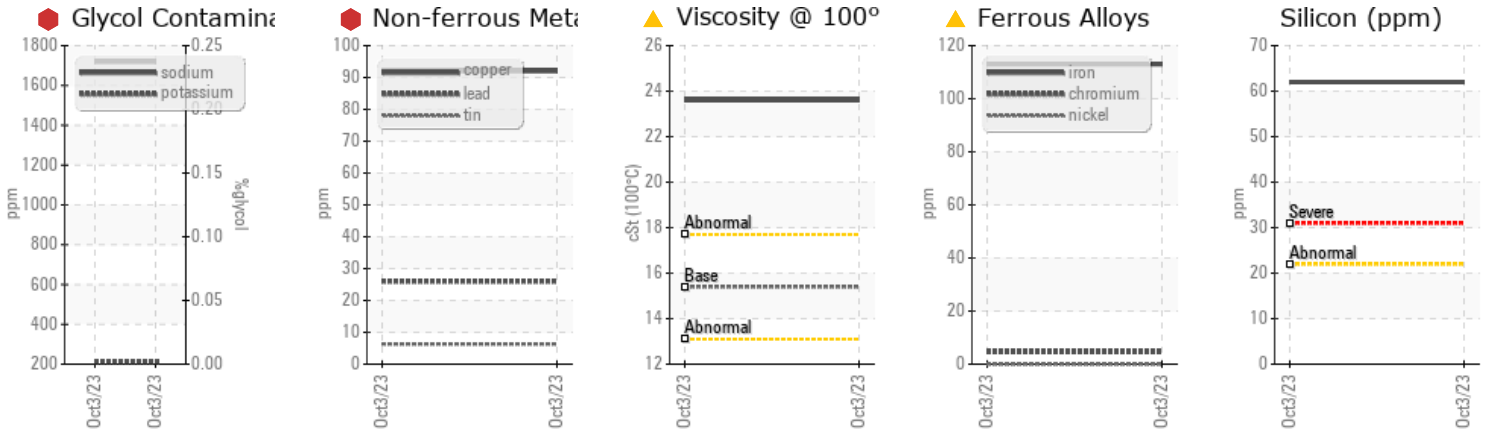 Glycol Contamina
1800
1600
1400
1200
1000
800
600
400
200
ppm
sodium
potassium
0.25
0.20
0.15
0.10
0.05
0.00
%glycol
Oct3/23
Oct3/23
Non-ferrous Meta
100
90
80
70
60
50
40
30
20
10
0
ppm
copper
lead
tin
Oct3/23
Oct3/23
Viscosity @ 100°
26
24
22
20
18
16
14
12
cSt (100°C)
Abnormal
Base
Abnormal
Oct3/23
Oct3/23
Ferrous Alloys
120
100
80
60
40
20
0
ppm
iron
chromium
nickel
Oct3/23
Oct3/23
Silicon (ppm)
70
60
50
40
30
20
10
0
ppm
Severe
Abnormal
Oct3/23
Oct3/23